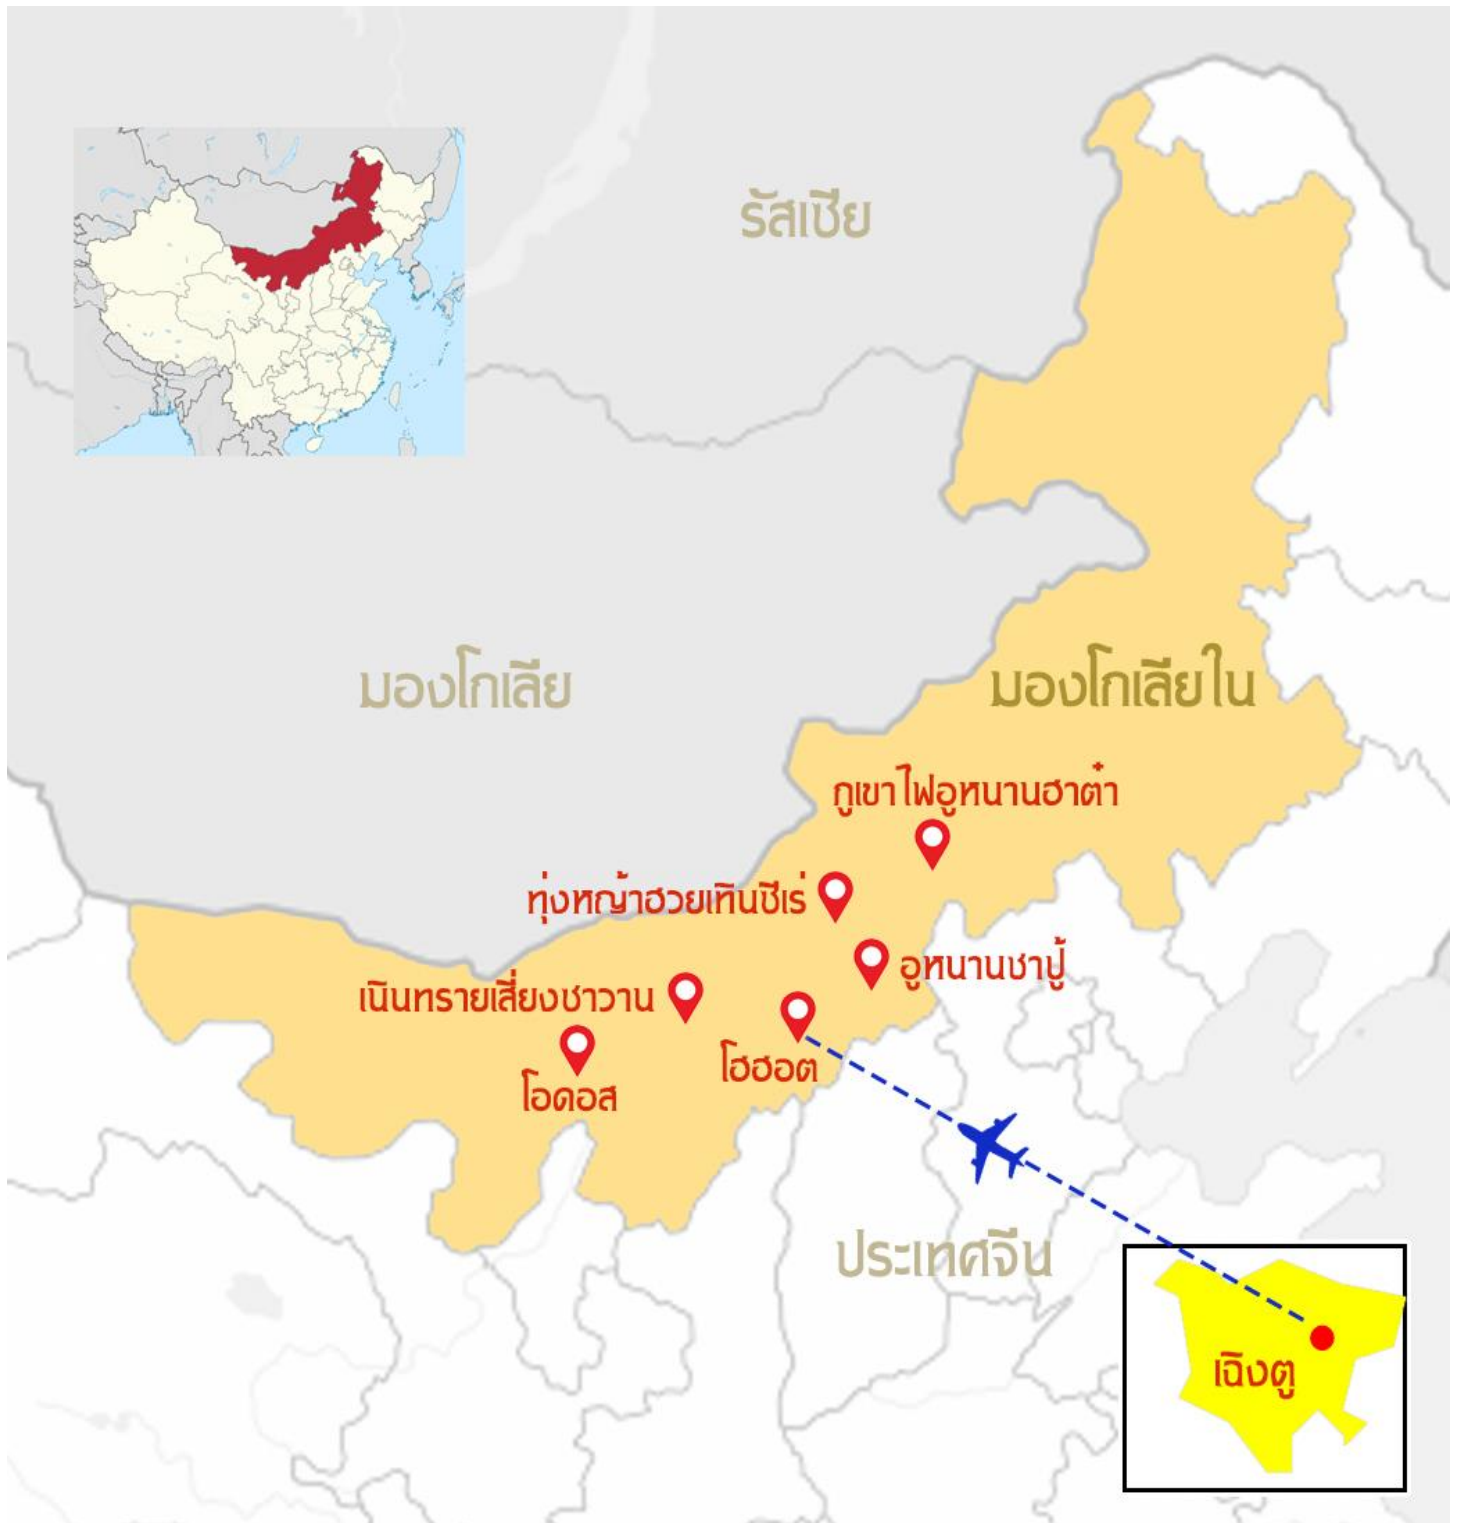 รัสเซีย
มองโกเลีย
มองโกเลียใน
ภูเขาไฟอูหนานฮาต๋า
ทุ่งหญ้าฮวยเทินซีเร่
อูหนานชาปู้
เนินทรายเสี่ยงชาวาน
โฮฮอต
โอดอส
ประเทศจีน
เฉิงตู